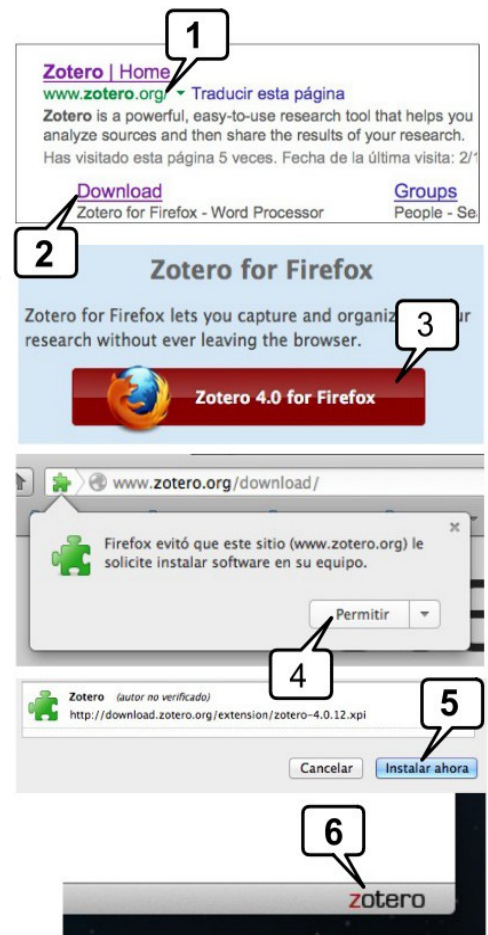 1
Zotero | Home
www.zotero.org/ Traducir esta página
Zotero is a powerful, easy-to-use research tool that helps you
analyze sources and then share the results of your research.
Has visitado esta página 5 veces. Fecha de la última visita: 2/1
Download Groups
Zotero for Firefox - Word Processor People - Se
2
Zotero for Firefox
Zotero for Firefox lets you capture and organiz ur
research without ever leaving the browser.
3
Zotero 4.0 for Firefox
www.zotero.org/download/
Firefox evitó que este sitio (www.zotero.org) le
solicite instalar software en su equipo.
Permitir
4
Zotero (autor no verificado)
http://download.zotero.org/extension/zotero-4.0.12.xpi
5
Cancelar Instalar ahora
6
zotero